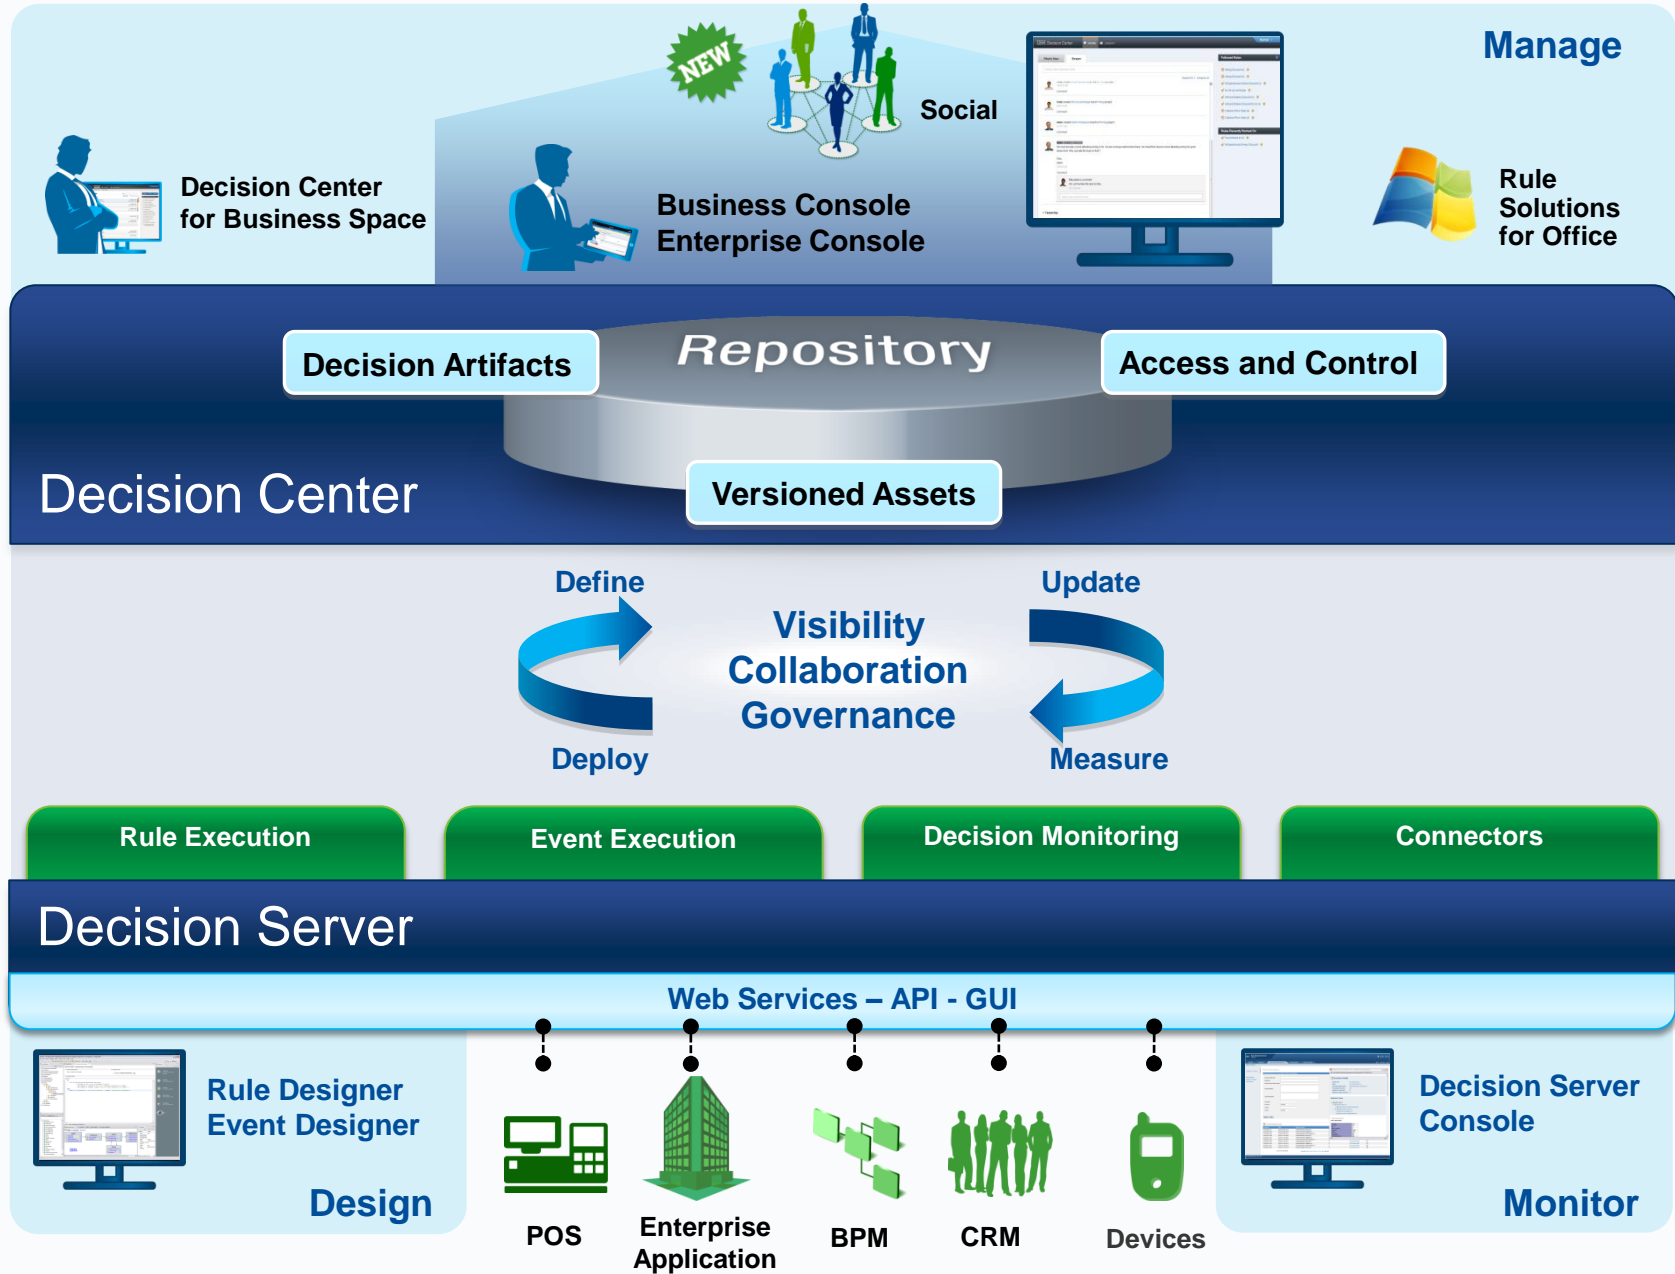 Manage
NEW
Social
Decision Center
for Business Space
Business Console
Enterprise Console
Rule
Solutions
for Office
Repository
Decision Artifacts
Access and Control
Versioned Assets
Decision Center
Define
Update
Visibility
Collaboration
Governance
Deploy
Measure
Rule Execution
Event Execution
Decision Monitoring
Connectors
Decision Server
Web Services – API - GUI
Rule Designer
Event Designer
Design
Decision Server
Console
Monitor
POS
Enterprise
Application
BPM
CRM
Devices